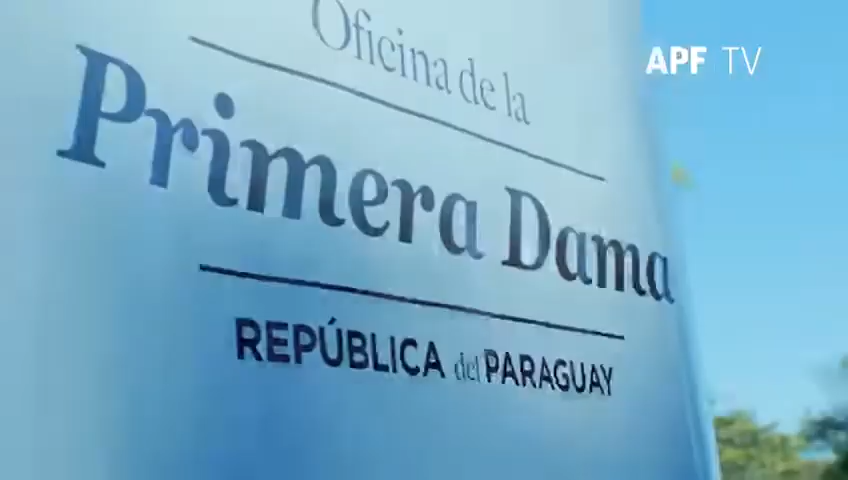 Oficina de la
APF TV
Primera Dama
REPÚBLICA del PARAGUAY